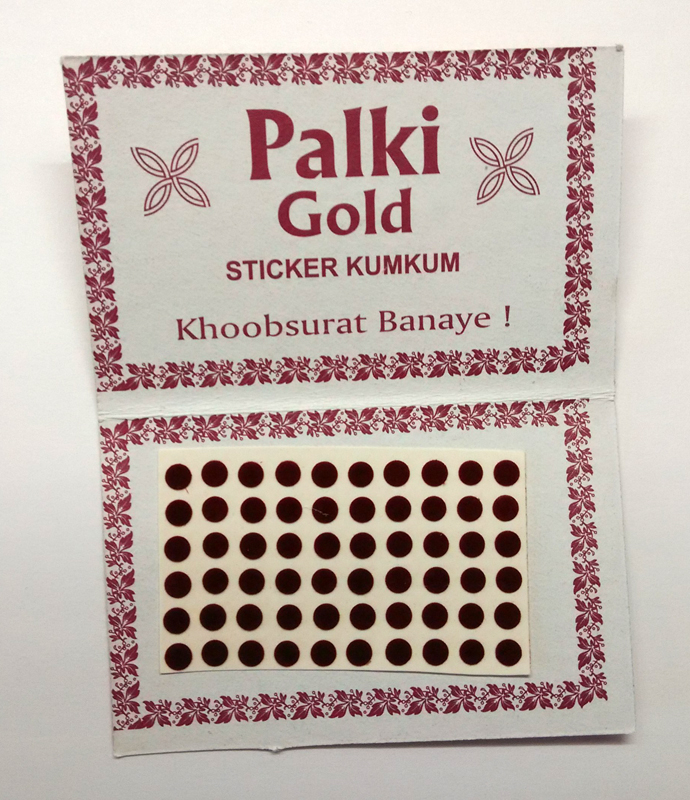 Palki
Gold
STICKER KUMKUM
Khoobsurat Banaye !